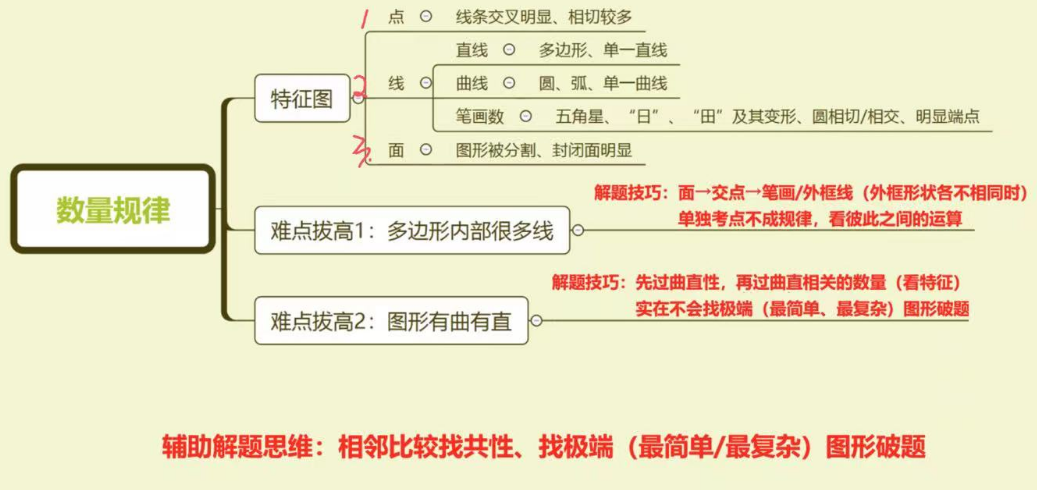 1 点 线条交叉明显、相切较多
直线 多边形、单一直线
特征图 2 线 曲线 圆、弧、单一曲线
笔画数 五角星、“日”、“田”及其变形、圆相切/相交、明显端点
3. 面 图形被分割、封闭面明显
数量规律
难点拔高1：多边形内部很多线
解题技巧：面→交点→笔画/外框线（外框形状各不相同时）
单独考点不成规律，看彼此之间的运算
难点拔高2：图形有曲有直
解题技巧：先过曲直性，再过曲直相关的数量（看特征）
实在不会找极端（最简单、最复杂）图形破题
辅助解题思维：相邻比较找共性、找极端（最简单/最复杂）图形破题